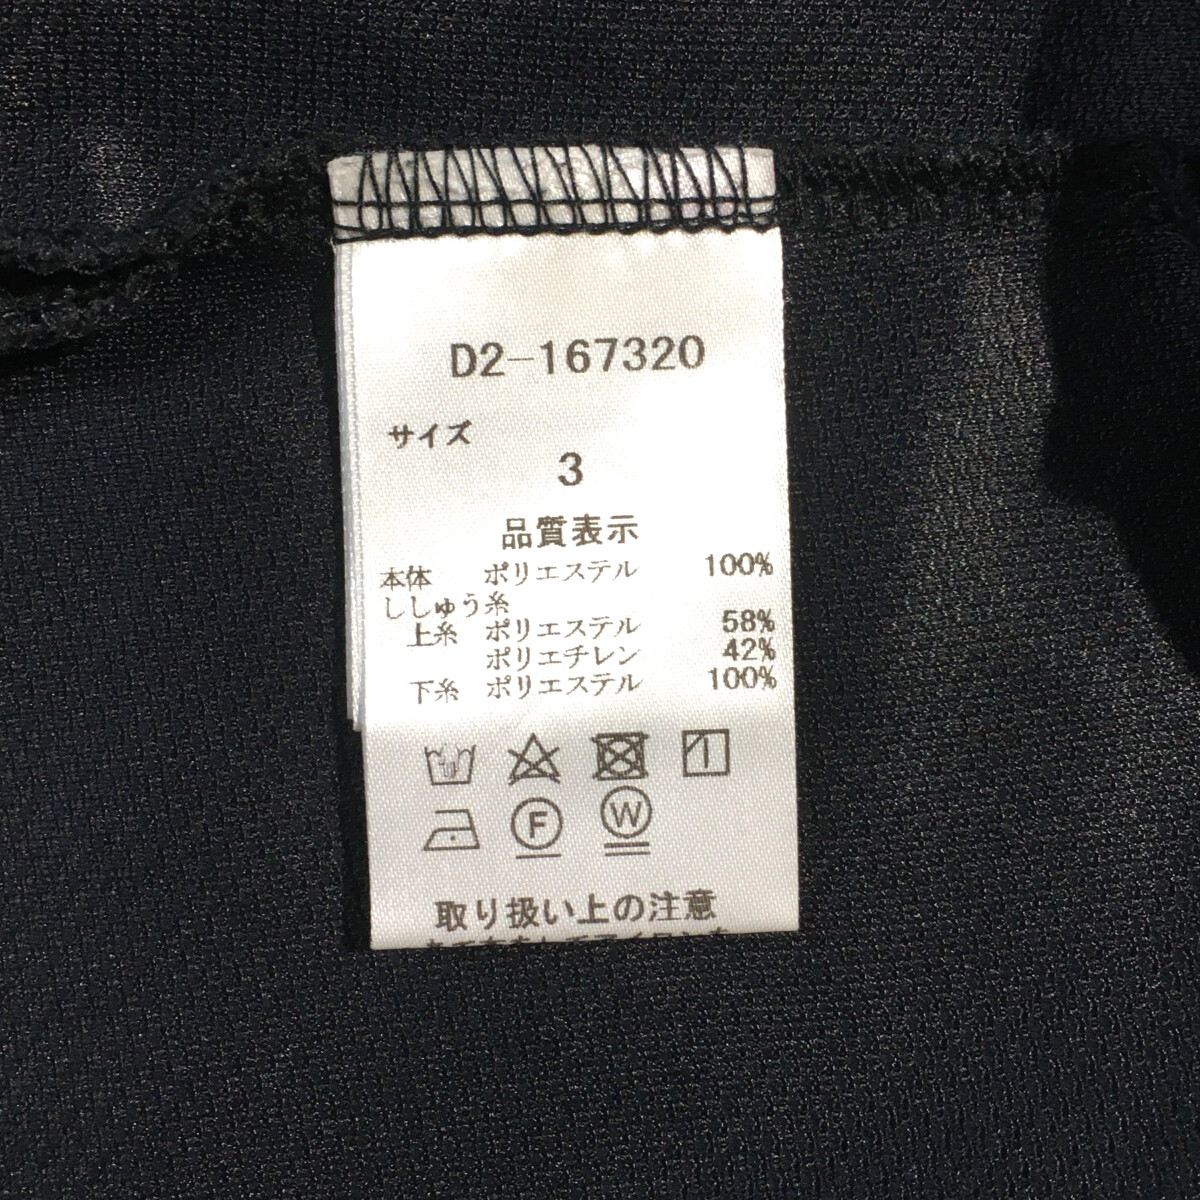 D2-167320
サイズ
3
品質表示
本体 ポリエステル 100%
ししゅう糸
上糸 ポリエステル 58%
ポリエチレン 42%
下糸 ポリエステル 100%
F W
取り扱い上の注意